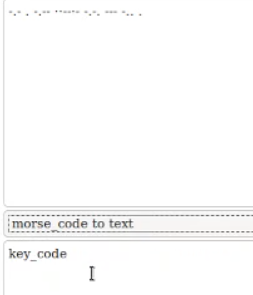 -.- . -.-- ..--.- -.-. --- -.. .
morse_code to text
key_code